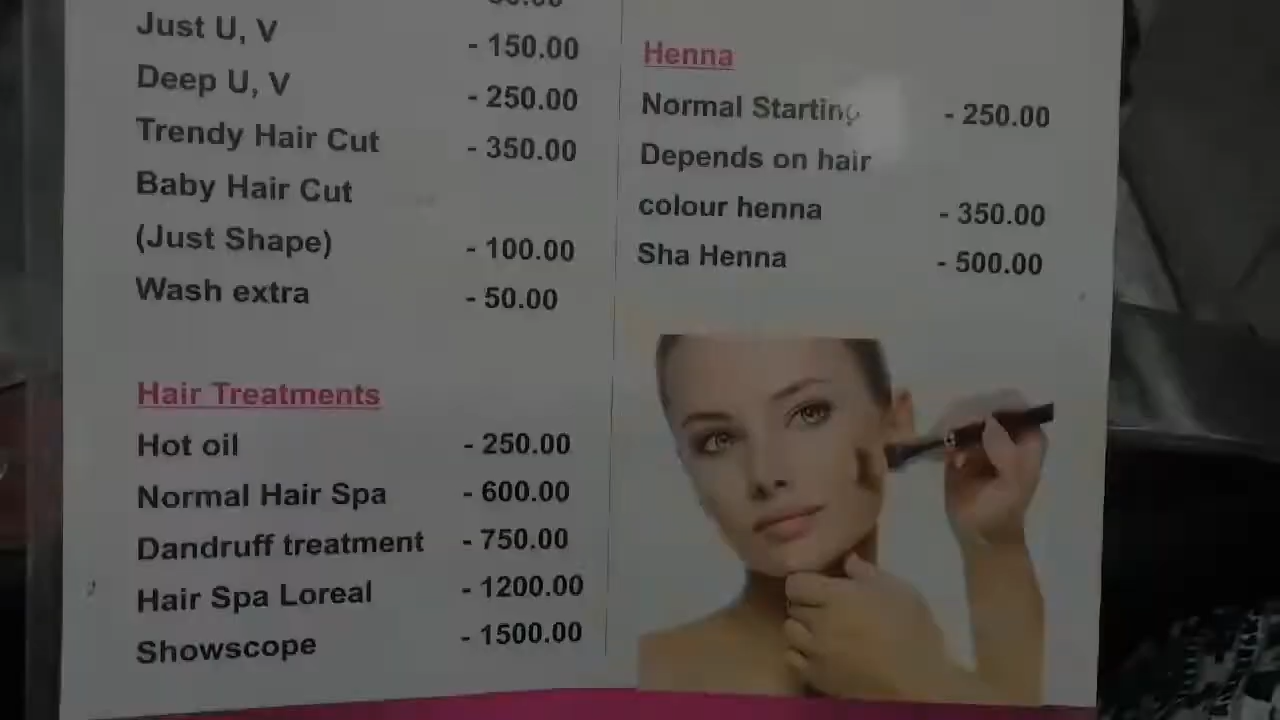 Just U, V - 150.00
Deep U, V - 250.00
Trendy Hair Cut - 350.00
Baby Hair Cut
(Just Shape) - 100.00
Wash extra - 50.00
Hair Treatments
Hot oil - 250.00
Normal Hair Spa - 600.00
Dandruff treatment - 750.00
Hair Spa Loreal - 1200.00
Showscope - 1500.00
Henna
Normal Starting - 250.00
Depends on hair
colour henna - 350.00
Sha Henna - 500.00